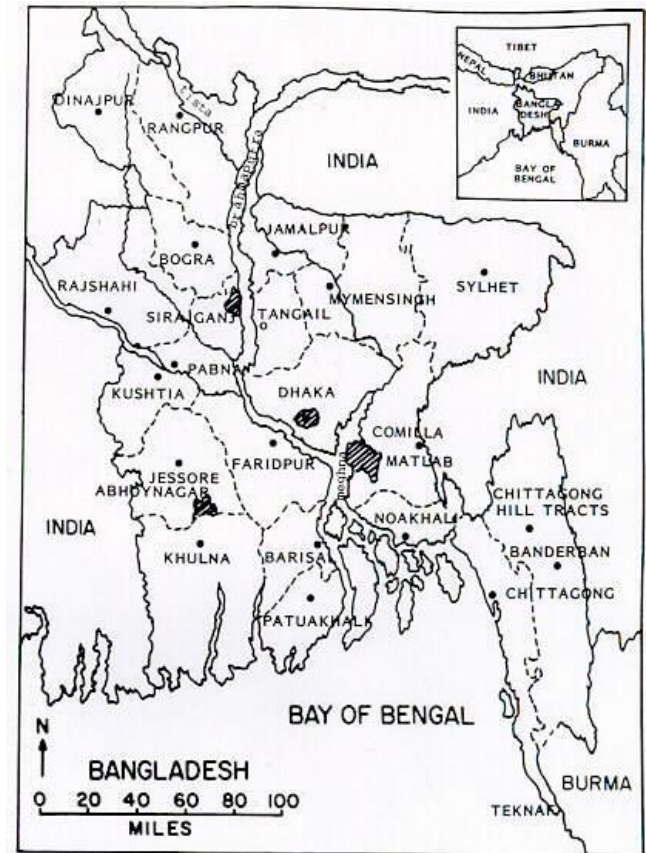 TIBET
NEPAL
BHUTAN
INDIA
BANGLA
DESH
BURMA
BAY OF
BENGAL
DINAJPUR
tista
RANGPUR
INDIA
JAMALPUR
BOGRA
RAJSHAHI
MYMENSINGH
SYLHET
SIRAJGANJ
TANGAIL
PABNA
DHAKA
KUSHTIA
INDIA
COMILLA
FARIDPUR
MATLAB
meghna
JESSORE
ABHOYNAGAR
CHITTAGONG
HILL TRACTS
INDIA
NOAKHALI
KHULNA
BARISA
BANDERBAN
CHITTAGONG
PATUAKHALI
BAY OF BENGAL
N
BANGLADESH
BURMA
0 20 40 60 80 100
MILES
TEKNAF